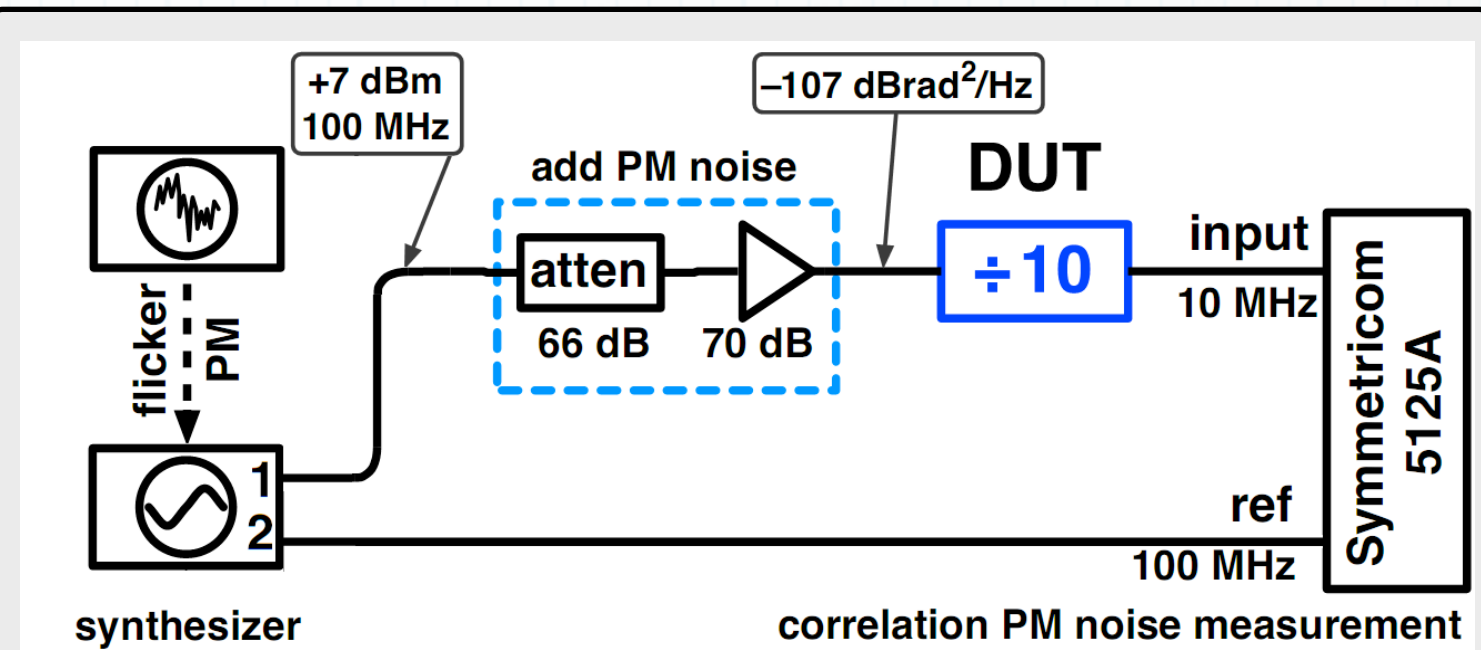 +7 dBm
100 MHz
–107 dBrad²/Hz
add PM noise
DUT
atten
÷10
input
10 MHz
66 dB
70 dB
flicker
PM
Symmetricom
5125A
1
2
ref
100 MHz
synthesizer
correlation PM noise measurement